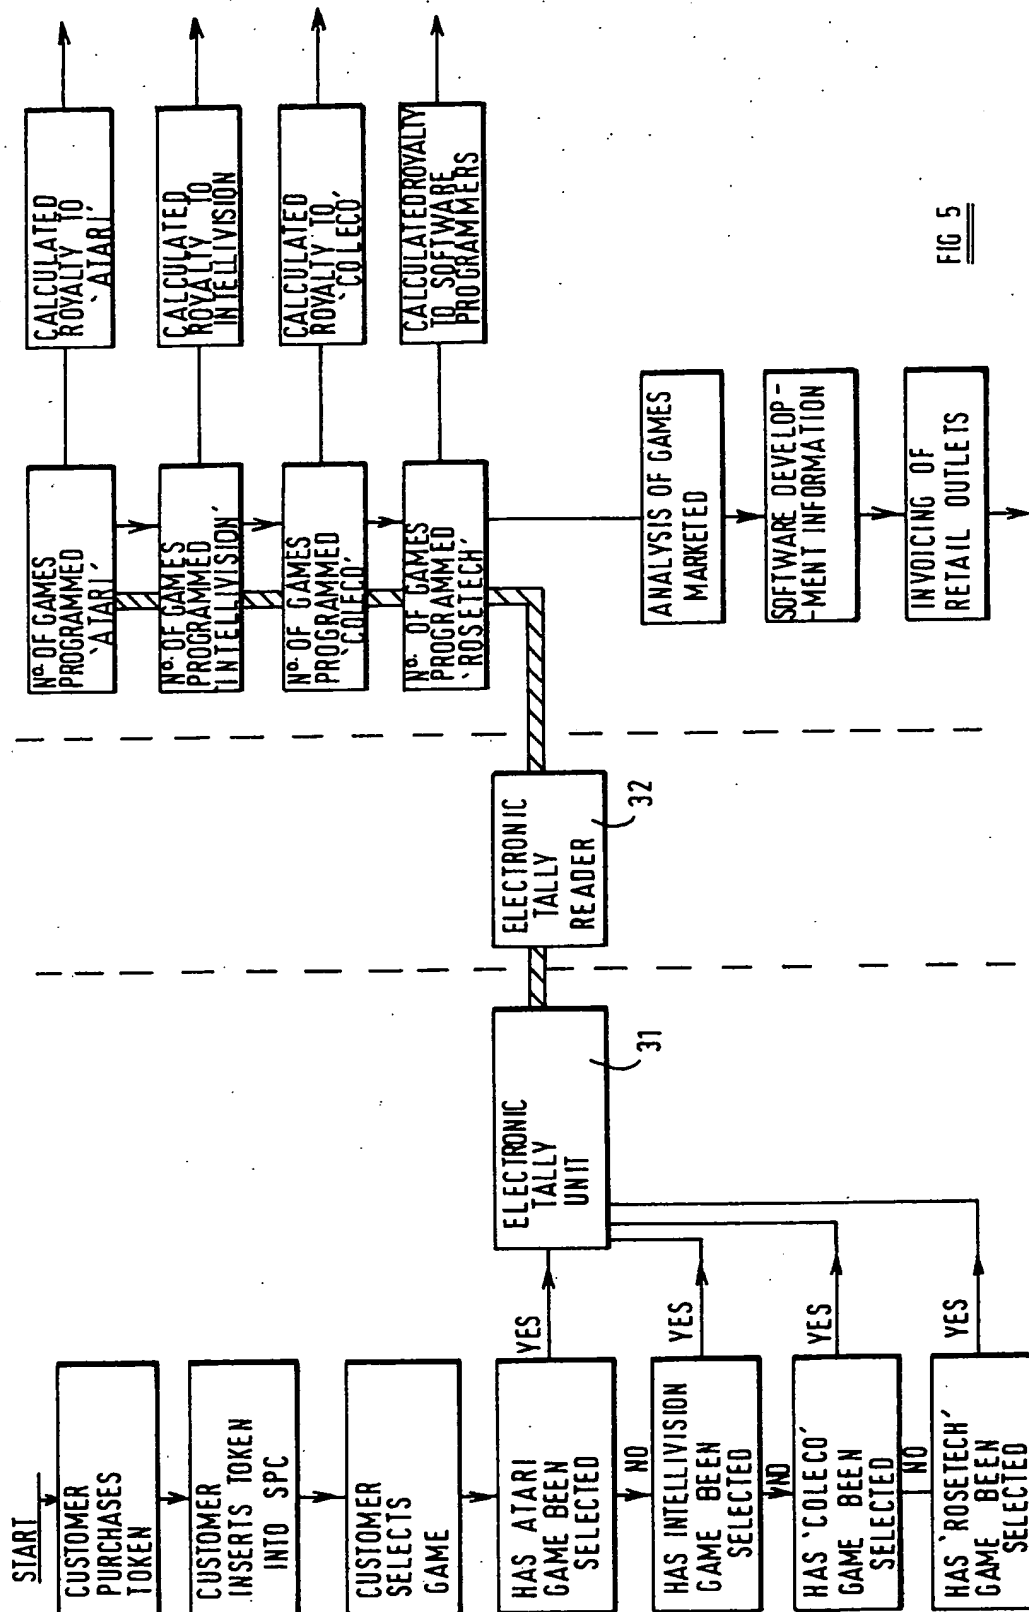 START
CUSTOMER
PURCHASES
TOKEN
CUSTOMER
INSERTS TOKEN
INTO SPC
CUSTOMER
SELECTS
GAME
HAS ATARI
GAME BEEN
SELECTED
YES
NO
HAS INTELLIVISION
GAME BEEN
SELECTED
YES
NO
HAS 'COLECO'
GAME BEEN
SELECTED
YES
NO
HAS 'ROSETECH'
GAME BEEN
SELECTED
YES
ELECTRONIC
TALLY
UNIT
31
ELECTRONIC
TALLY
READER
32
Nº. OF GAMES
PROGRAMMED
'ATARI'
Nº. OF GAMES
PROGRAMMED
'INTELLIVISION'
Nº. OF GAMES
PROGRAMMED
'COLECO'
Nº. OF GAMES
PROGRAMMED
'ROSETECH'
CALCULATED
ROYALTY TO
'ATARI'
CALCULATED
ROYALTY TO
INTELLIVISION
CALCULATED
ROYALTY TO
'COLECO'
CALCULATED ROYALTY
TO SOFTWARE
PROGRAMMERS
ANALYSIS OF GAMES
MARKETED
SOFTWARE DEVELOP-
-MENT INFORMATION
INVOICING OF
RETAIL OUTLETS
FIG 5